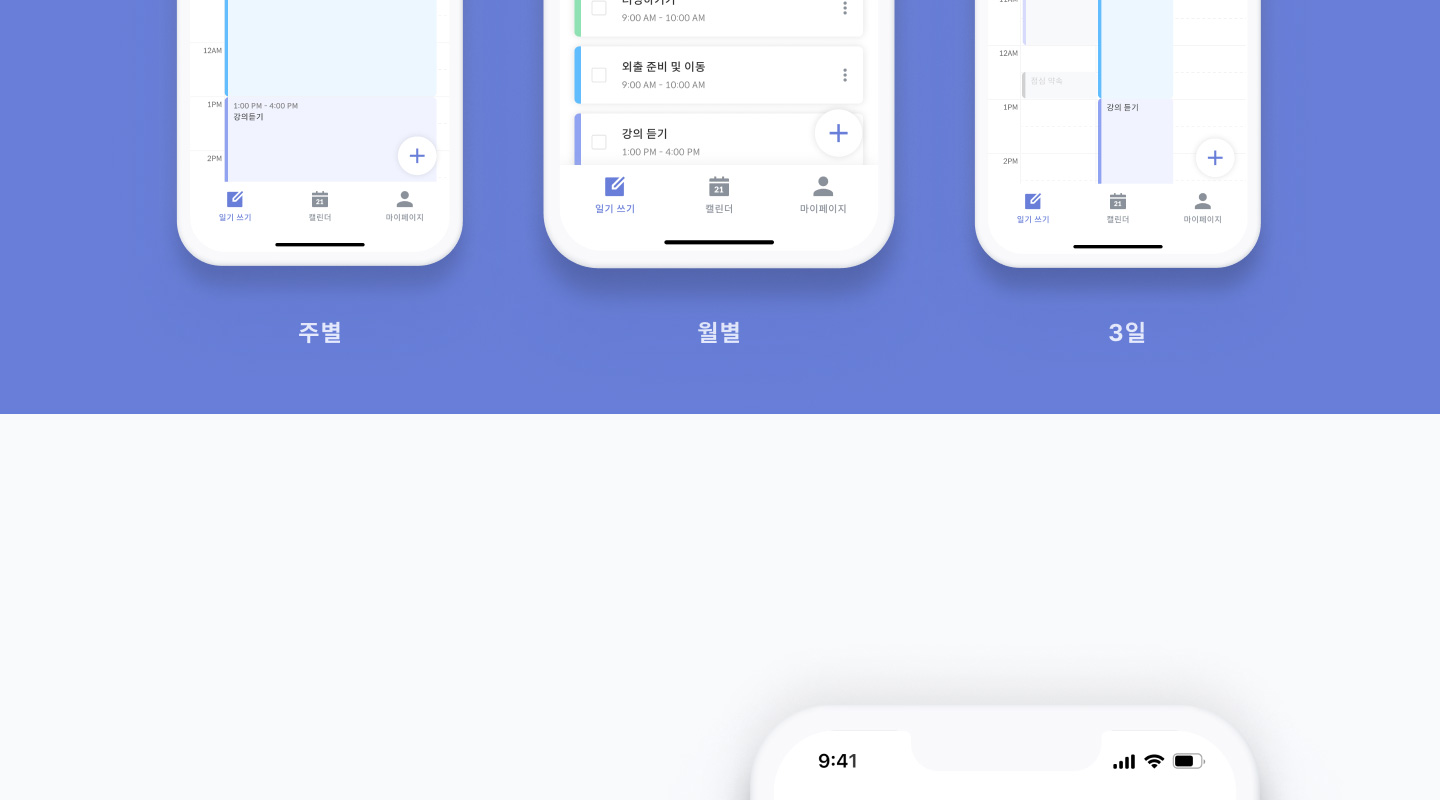 12AM
1PM
1:00 PM - 4:00 PM
강의듣기
2PM
일기 쓰기
21
캘린더
마이페이지
9:00 AM - 10:00 AM
외출 준비 및 이동
9:00 AM - 10:00 AM
강의 듣기
1:00 PM - 4:00 PM
일기 쓰기
21
캘린더
마이페이지
12AM
점심 약속
1PM
강의 듣기
2PM
일기 쓰기
21
캘린더
마이페이지
주별
월별
3일
9:41